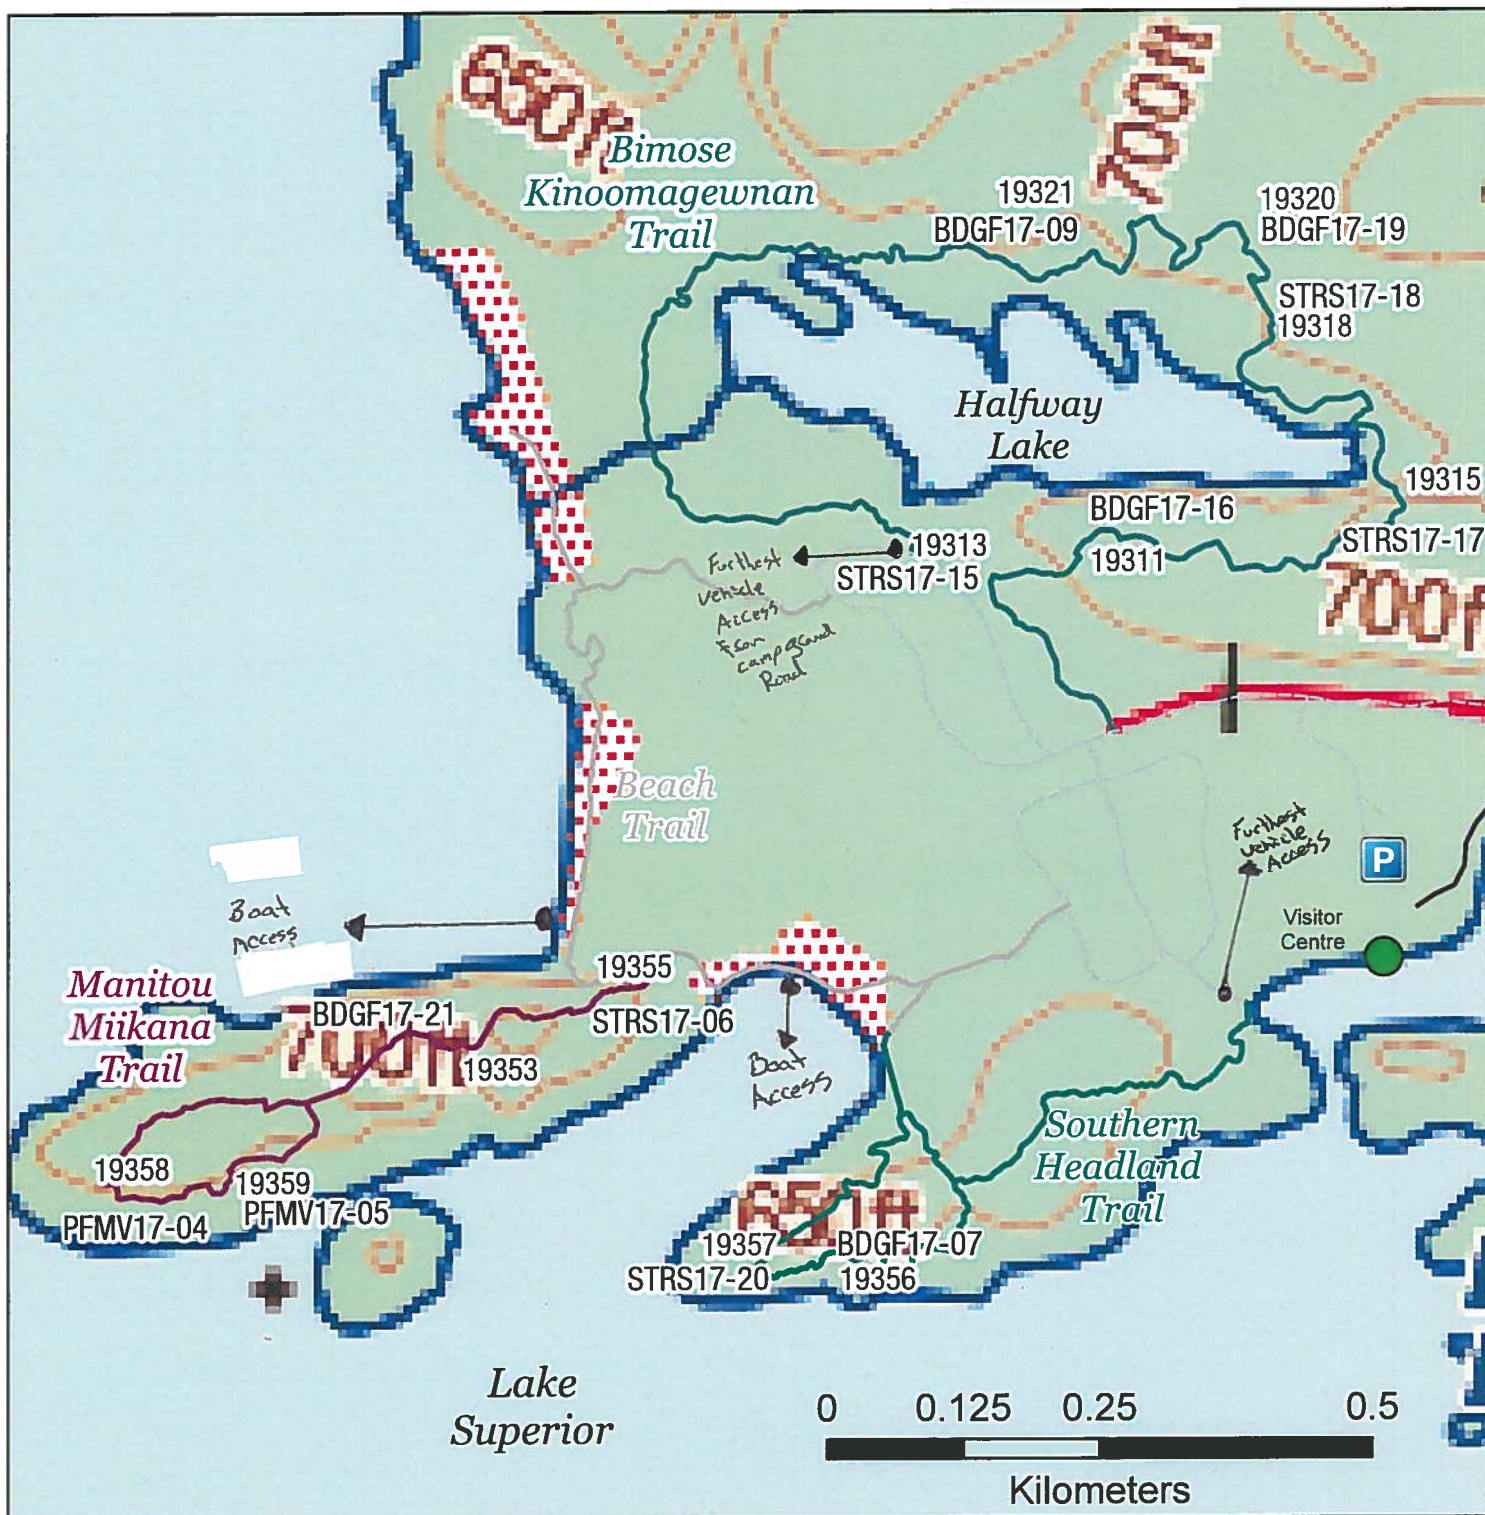 650 ft
Bimose
Kinoomagewnan
Trail
700 ft
19321
BDGF17-09
19320
BDGF17-19
STRS17-18
19318
Halfway
Lake
19315
STRS17-17
BDGF17-16
19311
19313
STRS17-15
Furthest
Vehicle
Access
from
campground
Road
700 f
Beach
Trail
Furthest
vehicle
Access
P
Visitor
Centre
Boat
Access
Manitou
Miikana
Trail
19355
STRS17-06
BDGF17-21
700 ft
19353
Boat
Access
19358
PFMV17-04
19359
PFMV17-05
Southern
Headland
Trail
650 ft
19357
STRS17-20
BDGF17-07
19356
Lake
Superior
0 0.125 0.25 0.5
Kilometers